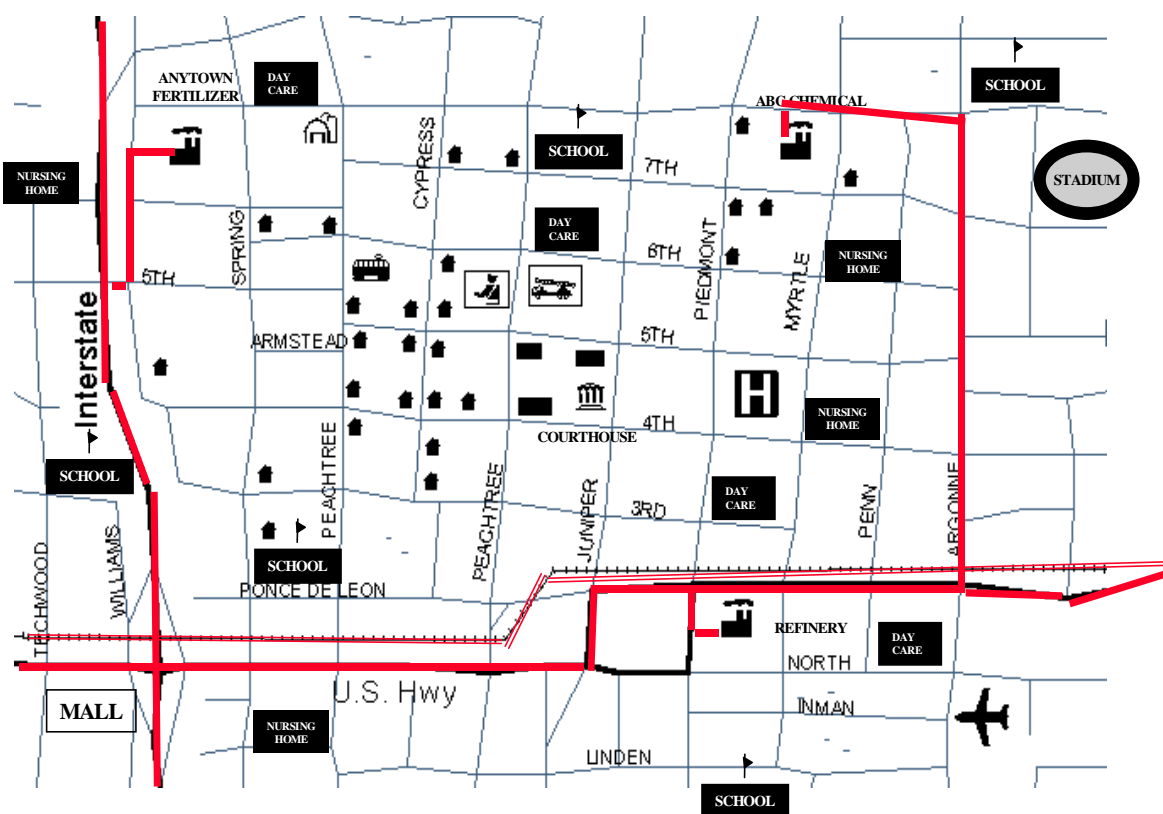 SCHOOL
ANYTOWN
FERTILIZER
DAY
CARE
ABC CHEMICAL
CYPRESS
SCHOOL
7TH
NURSING
HOME
STADIUM
SPRING
DAY
CARE
6TH
PIEDMONT
MYRTLE
NURSING
HOME
5TH
Interstate
ARMSTEAD
5TH
H
NURSING
HOME
4TH
COURTHOUSE
SCHOOL
PEACHTREE
PEACHTREE
JUNIPER
3RD
DAY
CARE
PENN
ARGONNE
TECHWOOD
WILLIAMS
SCHOOL
PONCE DE LEON
REFINERY
DAY
CARE
NORTH
MALL
U.S. Hwy
INMAN
NURSING
HOME
LINDEN
SCHOOL